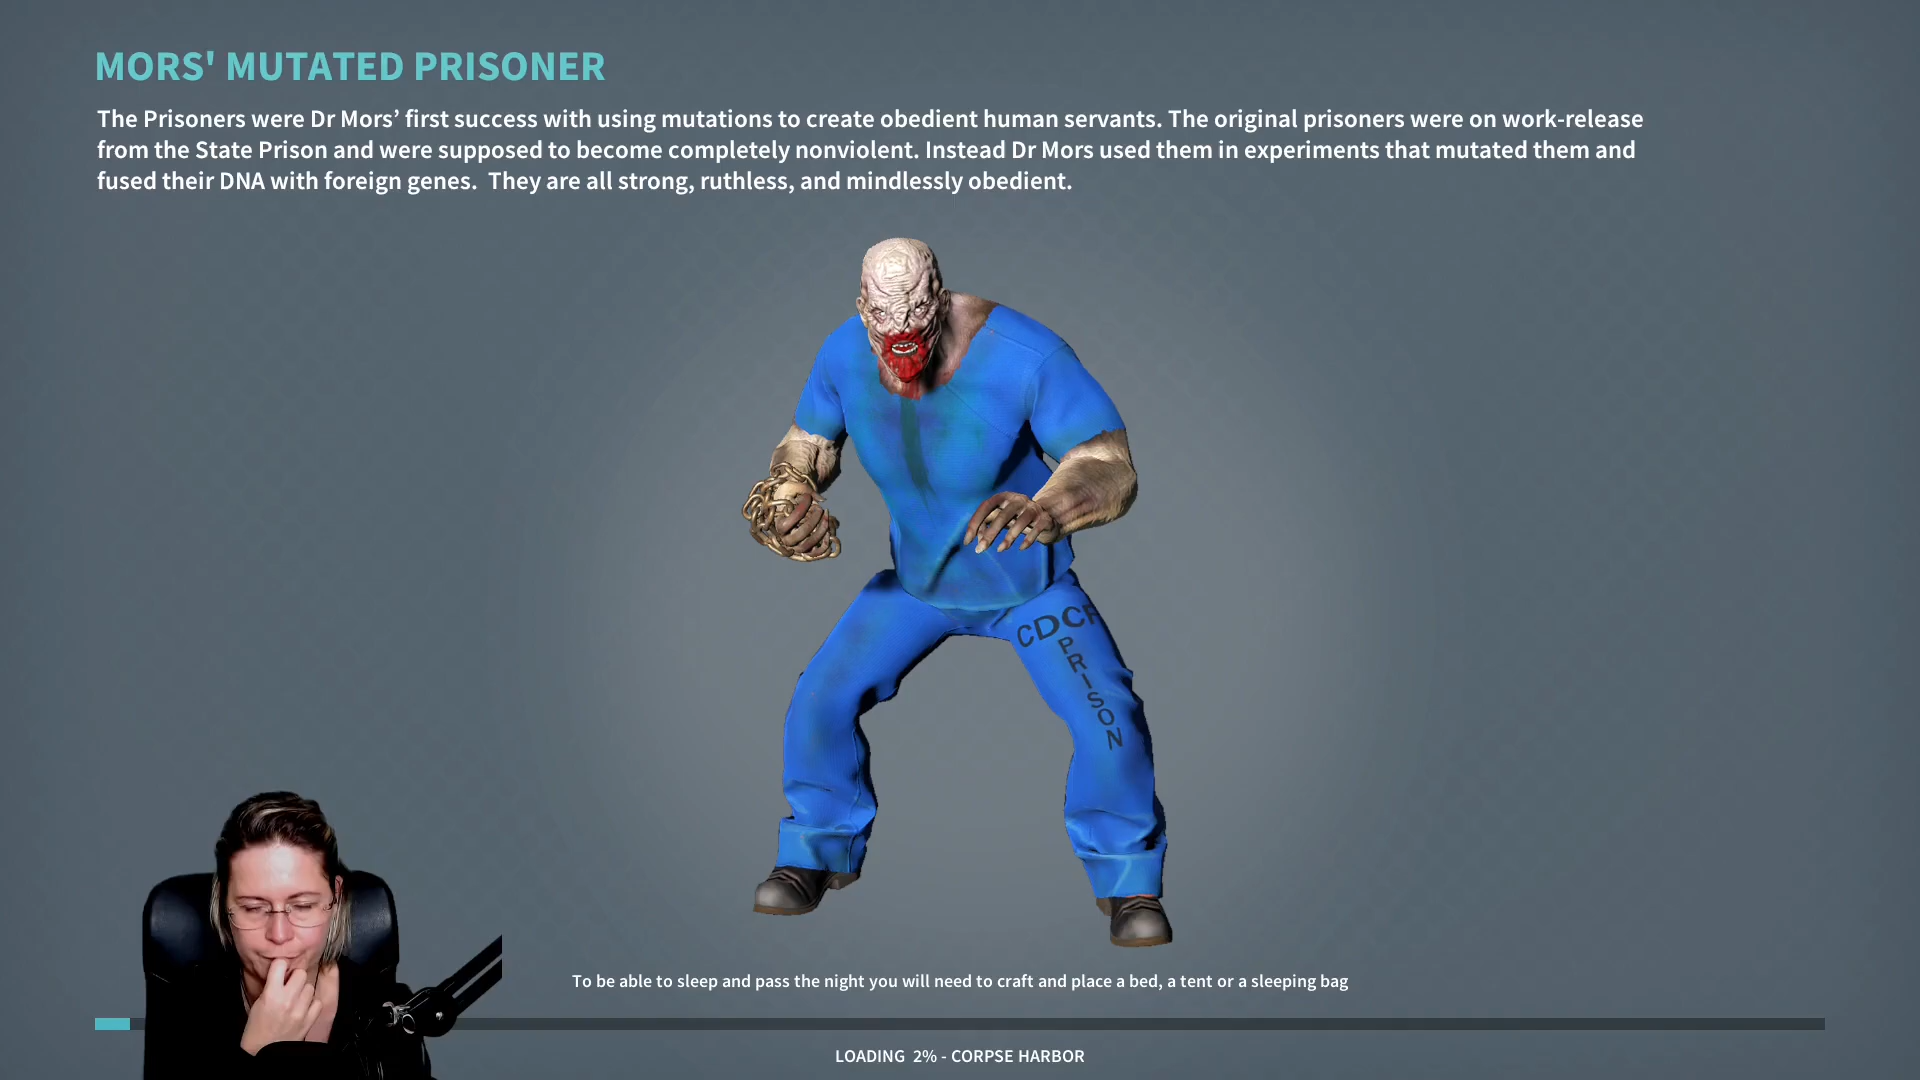 MORS' MUTATED PRISONER
The Prisoners were Dr Mors’ first success with using mutations to create obedient human servants. The original prisoners were on work-release
from the State Prison and were supposed to become completely nonviolent. Instead Dr Mors used them in experiments that mutated them and
fused their DNA with foreign genes.  They are all strong, ruthless, and mindlessly obedient.
CDCR
PRISON
To be able to sleep and pass the night you will need to craft and place a bed, a tent or a sleeping bag
LOADING  2% - CORPSE HARBOR